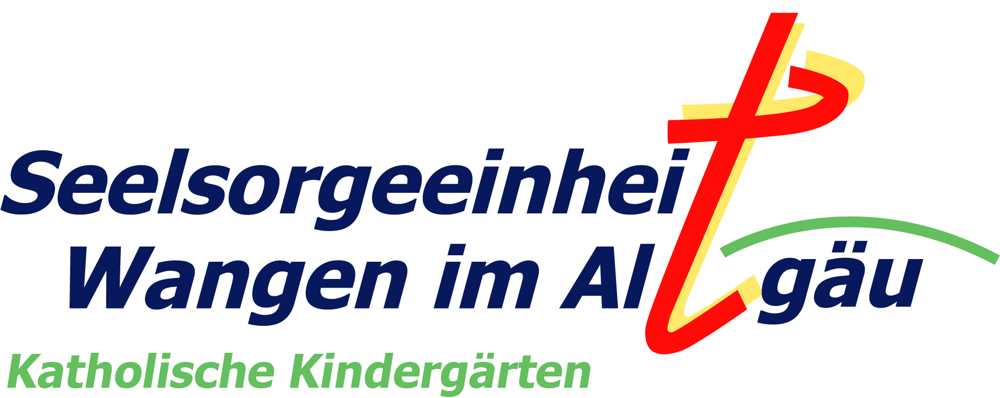 Seelsorgeeinheit
Wangen im Allgäu
Katholische Kindergärten